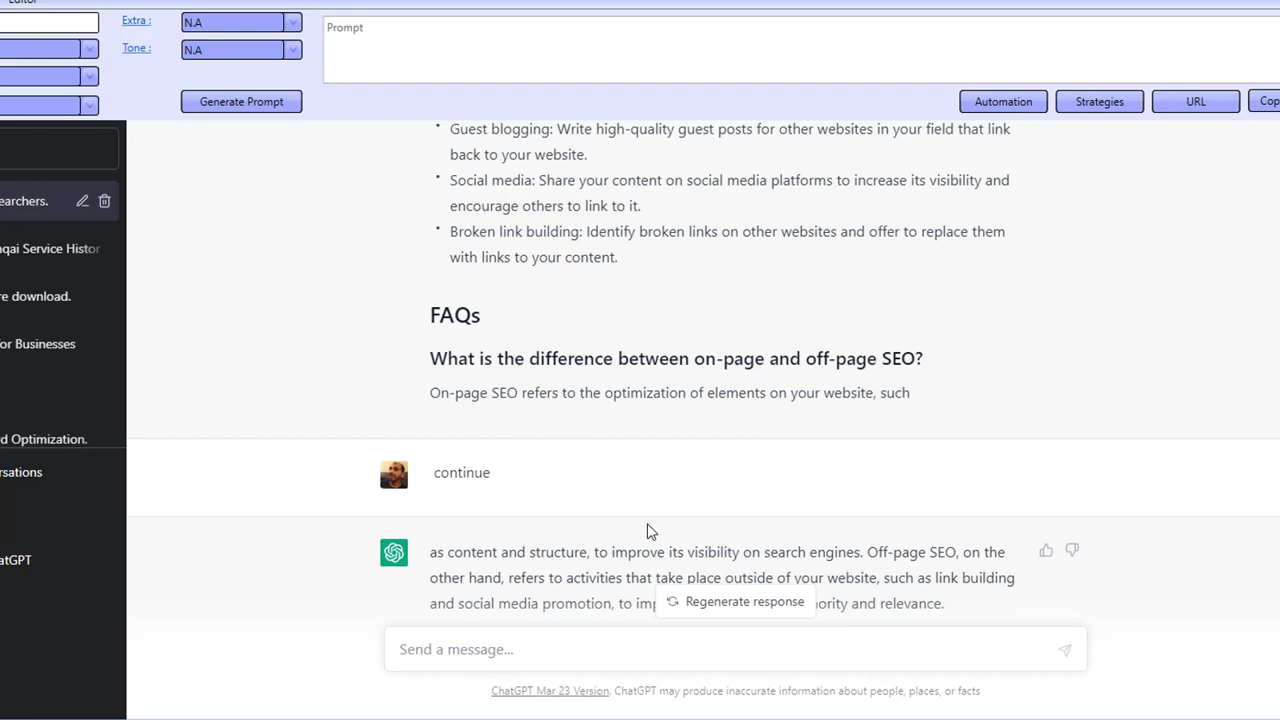 Editor
Extra :
N.A
Prompt
Tone :
N.A
Generate Prompt
Automation
Strategies
URL
Cop
Guest blogging: Write high-quality guest posts for other websites in your field that link
back to your website.
Social media: Share your content on social media platforms to increase its visibility and
encourage others to link to it.
Broken link building: Identify broken links on other websites and offer to replace them
with links to your content.
FAQs
What is the difference between on-page and off-page SEO?
On-page SEO refers to the optimization of elements on your website, such
continue
as content and structure, to improve its visibility on search engines. Off-page SEO, on the
other hand, refers to activities that take place outside of your website, such as link building
and social media promotion, to imp
ority and relevance.
Regenerate response
Send a message...
ChatGPT Mar 23 Version. ChatGPT may produce inaccurate information about people, places, or facts
earchers.
nqai Service Histor
re download.
or Businesses
d Optimization.
rsations
atGPT